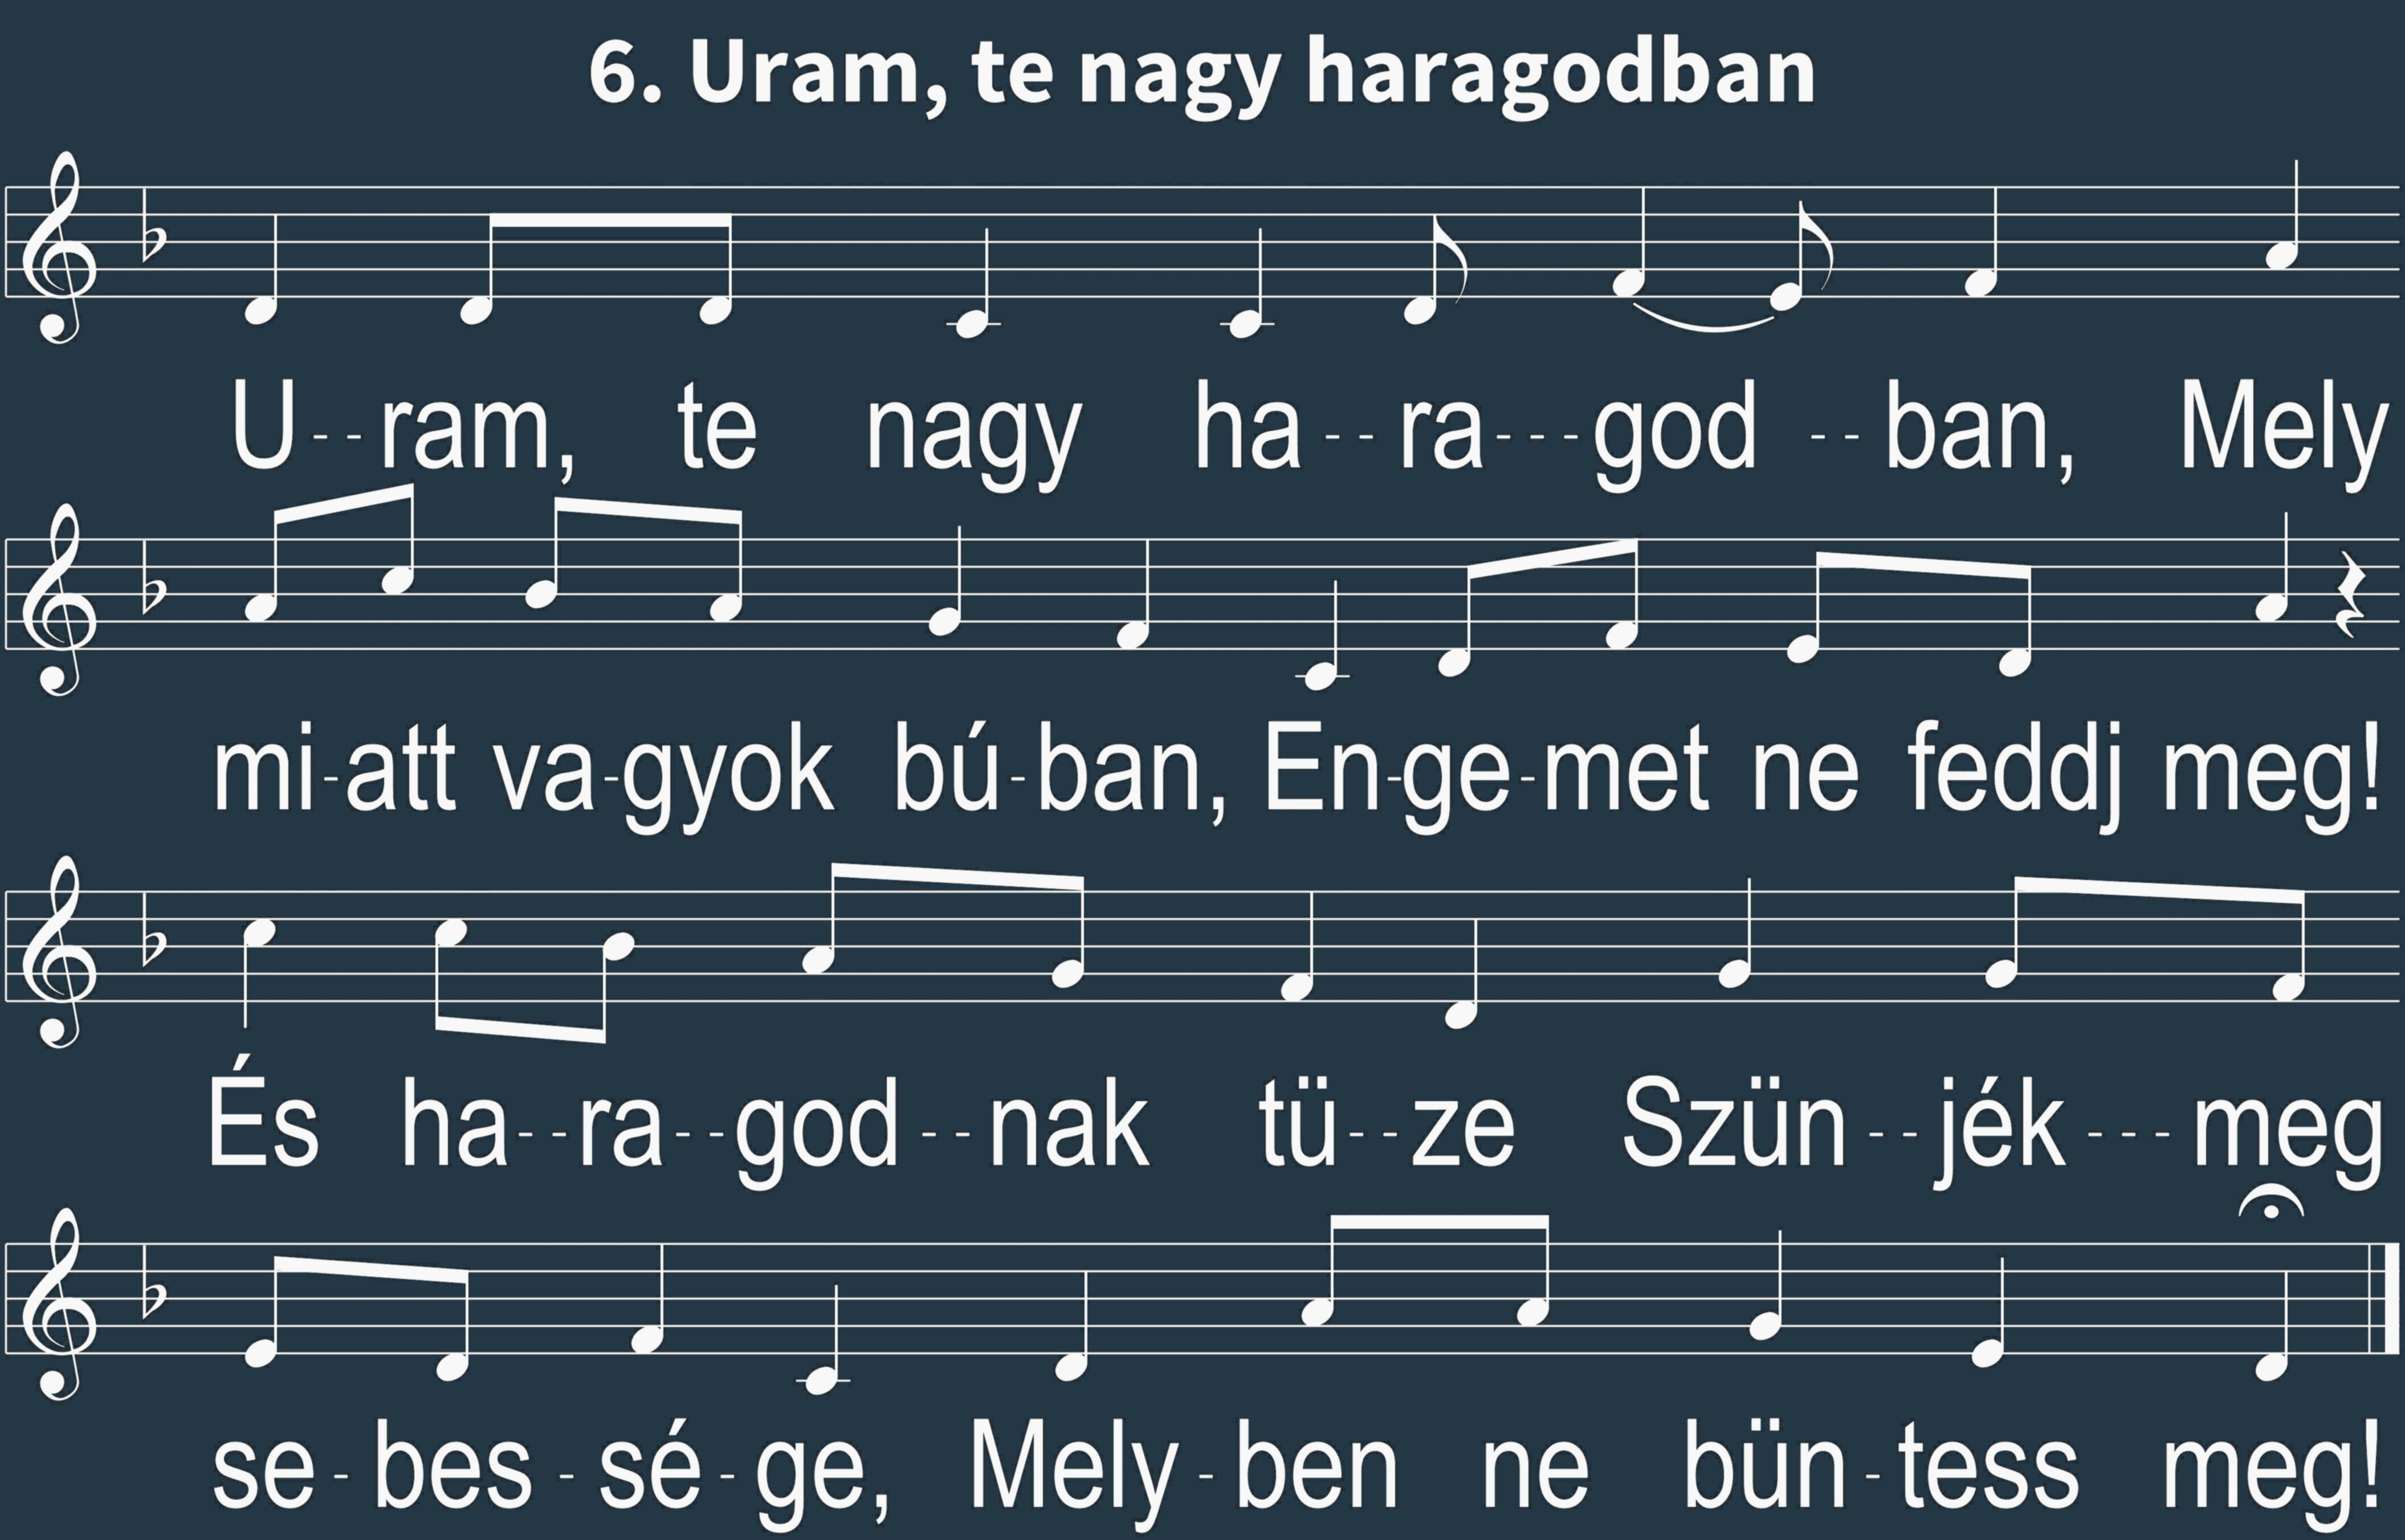 6. Uram, te nagy haragodban
U--ram, te nagy ha--ra---god--ban, Mely
mi-att va-gyok bú-ban, En-ge-met ne feddj meg!
És ha--ra--god--nak tü--ze Szün--jék---meg
se-bes-sé-ge, Mely-ben ne bün-tess meg!